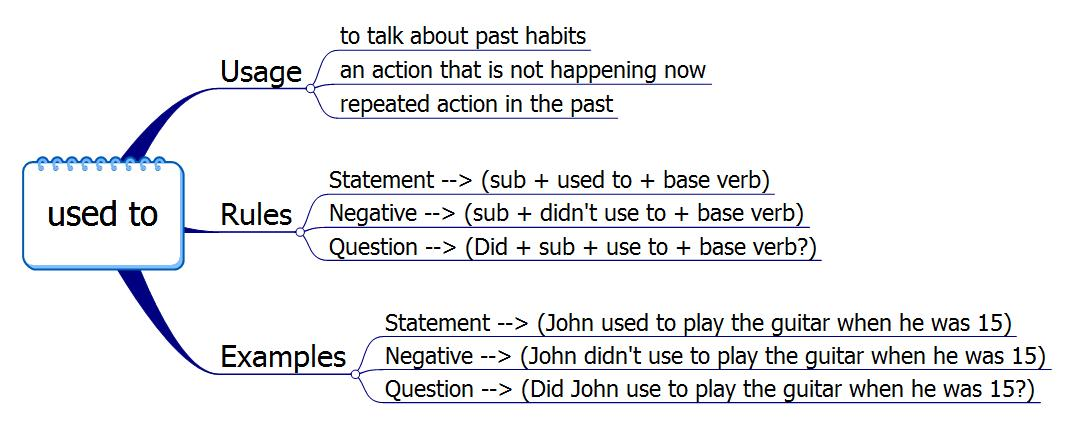 used to
Usage
to talk about past habits
an action that is not happening now
repeated action in the past
Rules
Statement --> (sub + used to + base verb)
Negative --> (sub + didn't use to + base verb)
Question --> (Did + sub + use to + base verb?)
Examples
Statement --> (John used to play the guitar when he was 15)
Negative --> (John didn't use to play the guitar when he was 15)
Question --> (Did John use to play the guitar when he was 15?)